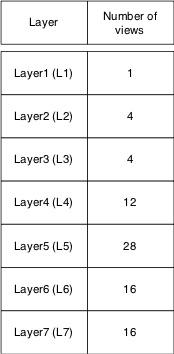 Layer
Number of
views
Layer1 (L1)
1
Layer2 (L2)
4
Layer3 (L3)
4
Layer4 (L4)
12
Layer5 (L5)
28
Layer6 (L6)
16
Layer7 (L7)
16